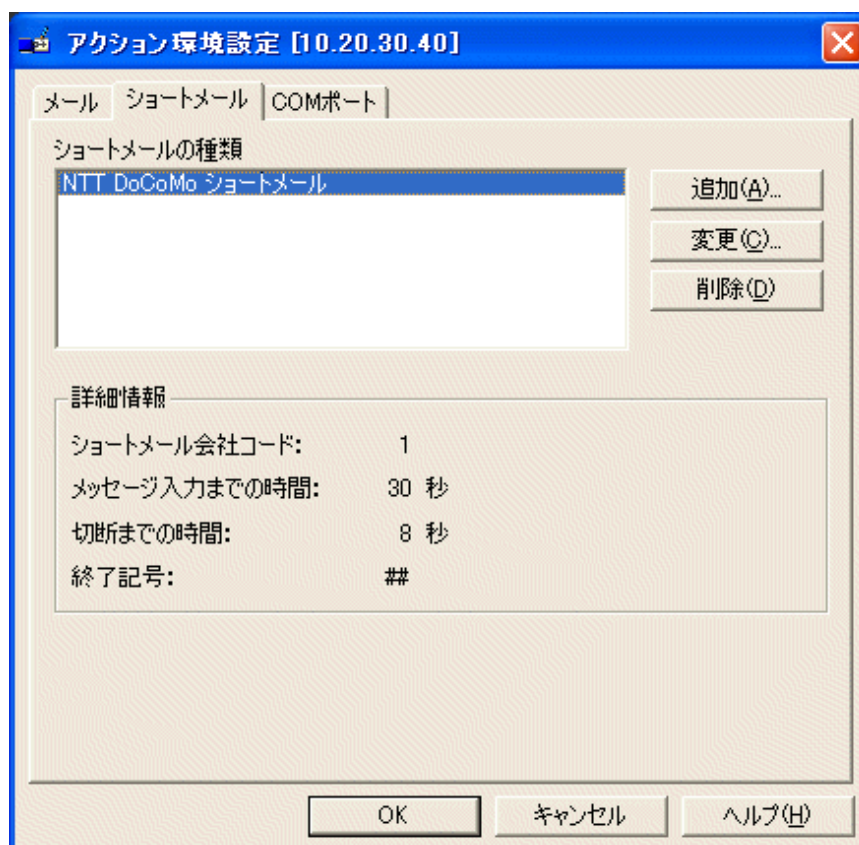 アクション環境設定 [10.20.30.40]
メール ショートメール COMポート
ショートメールの種類
NTT DoCoMo ショートメール
追加(A)...
変更(C)...
削除(D)
詳細情報
ショートメール会社コード: 1
メッセージ入力までの時間: 30 秒
切断までの時間: 8 秒
終了記号: ##
OK キャンセル ヘルプ(H)